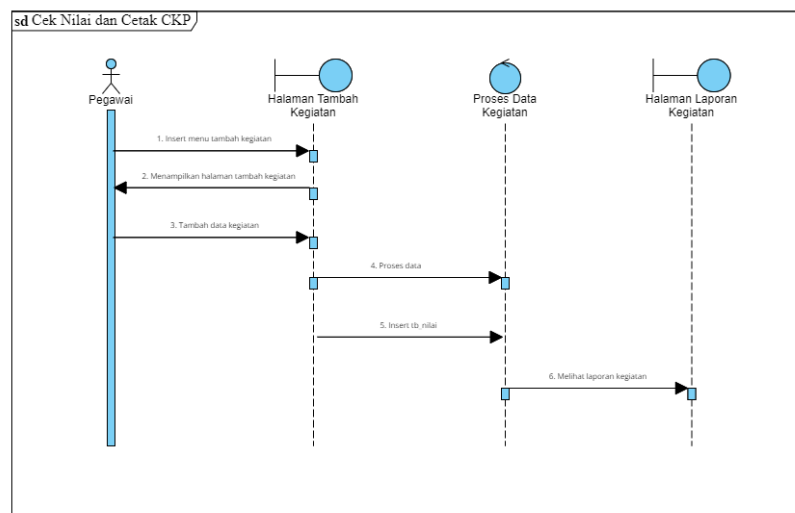 sd Cek Nilai dan Cetak CKP
Pegawai
Halaman Tambah
Kegiatan
Proses Data
Kegiatan
Halaman Laporan
Kegiatan
1. Insert menu tambah kegiatan
2. Menampilkan halaman tambah kegiatan
3. Tambah data kegiatan
4. Proses data
5. Insert tb_nilai
6. Melihat laporan kegiatan